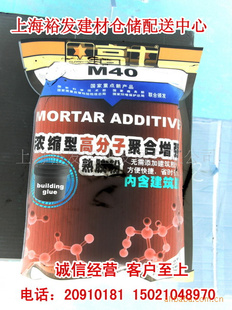 上海裕发建材仓储配送中心
高士
M40
国家重点新产品
MORTAR ADDITIVE
浓缩型高分子聚合增强
熟胶粉
无需添加建筑胶
方便快捷,省时
building
glue
内含建筑
诚信经营 客户至上
电话:20910181 15021048970